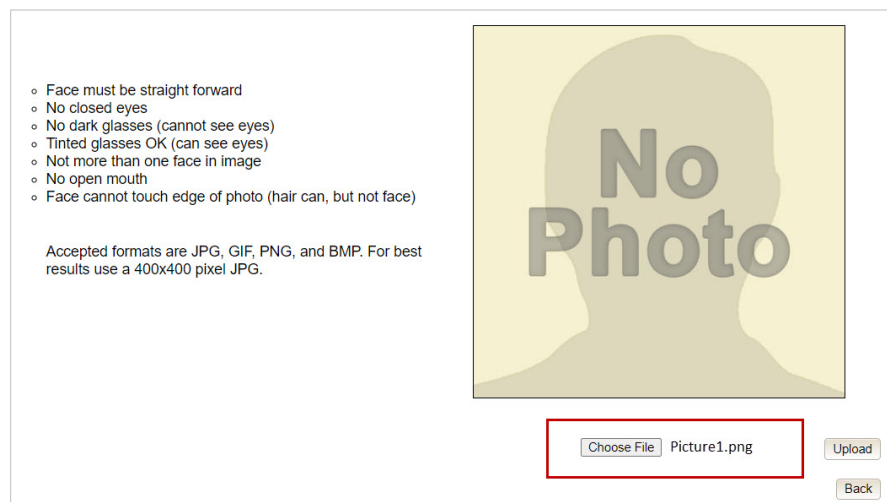 Face must be straight forward
No closed eyes
No dark glasses (cannot see eyes)
Tinted glasses OK (can see eyes)
Not more than one face in image
No open mouth
Face cannot touch edge of photo (hair can, but not face)
Accepted formats are JPG, GIF, PNG, and BMP. For best
results use a 400x400 pixel JPG.
No
Photo
Choose File Picture1.png
Upload
Back